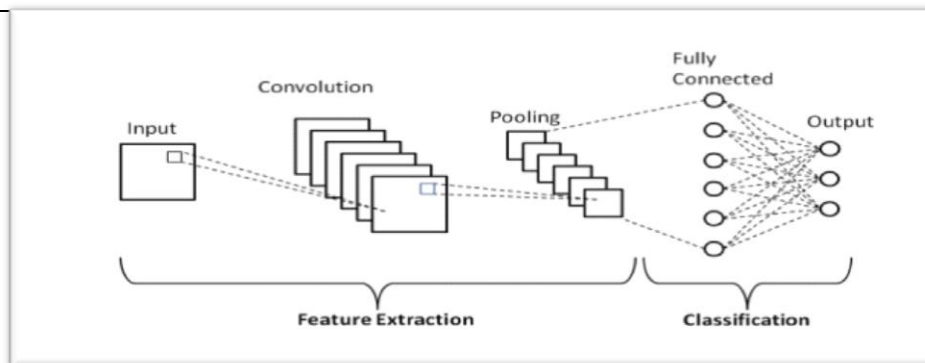 Fully
Connected
Convolution
Pooling
Output
Input
Feature Extraction
Classification